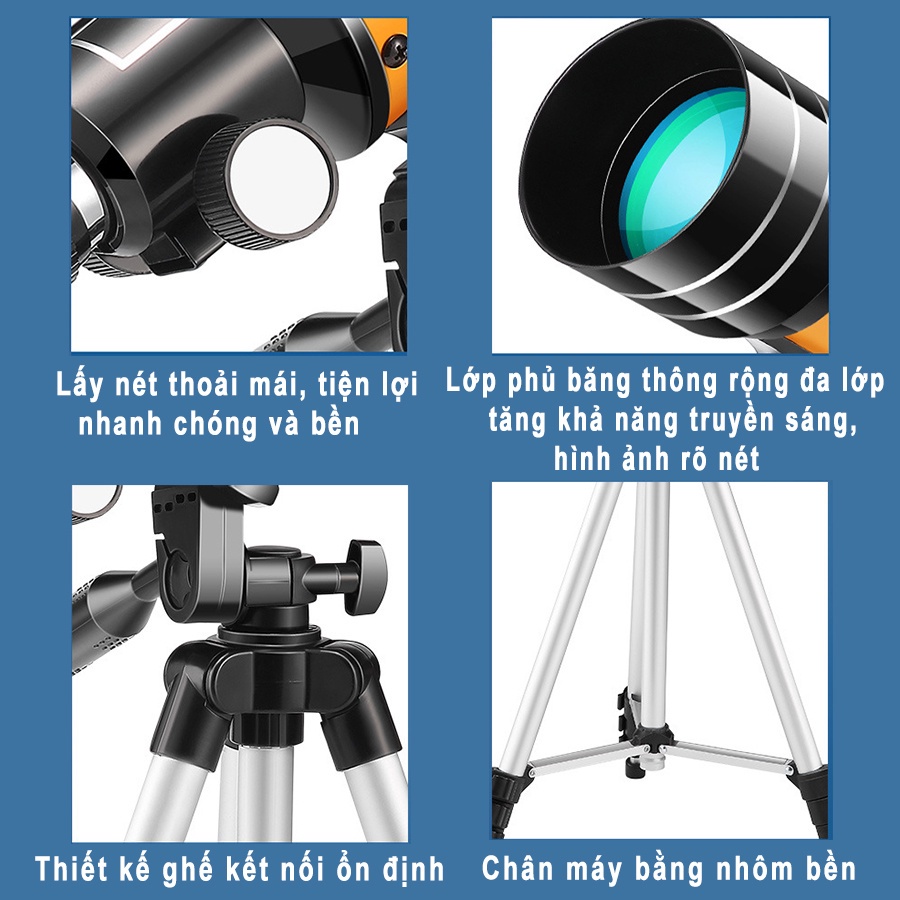 Lấy nét thoải mái, tiện lợi
nhanh chóng và bền
Lớp phủ băng thông rộng đa lớp
tăng khả năng truyền sáng,
hình ảnh rõ nét
Thiết kế ghế kết nối ổn định
Chân máy bằng nhôm bền